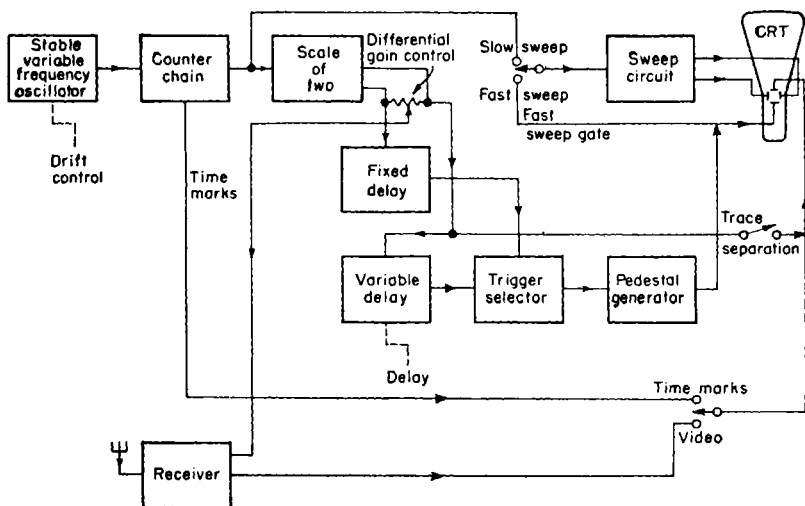 Stable
variable
frequency
oscillator
Counter
chain
Scale
of
two
Differential
gain control
Slow sweep
Fast sweep
Fast
sweep gate
Sweep
circuit
CRT
Drift
control
Time
marks
Fixed
delay
Trace
separation
Variable
delay
Trigger
selector
Pedestal
generator
Delay
Time marks
Video
Receiver